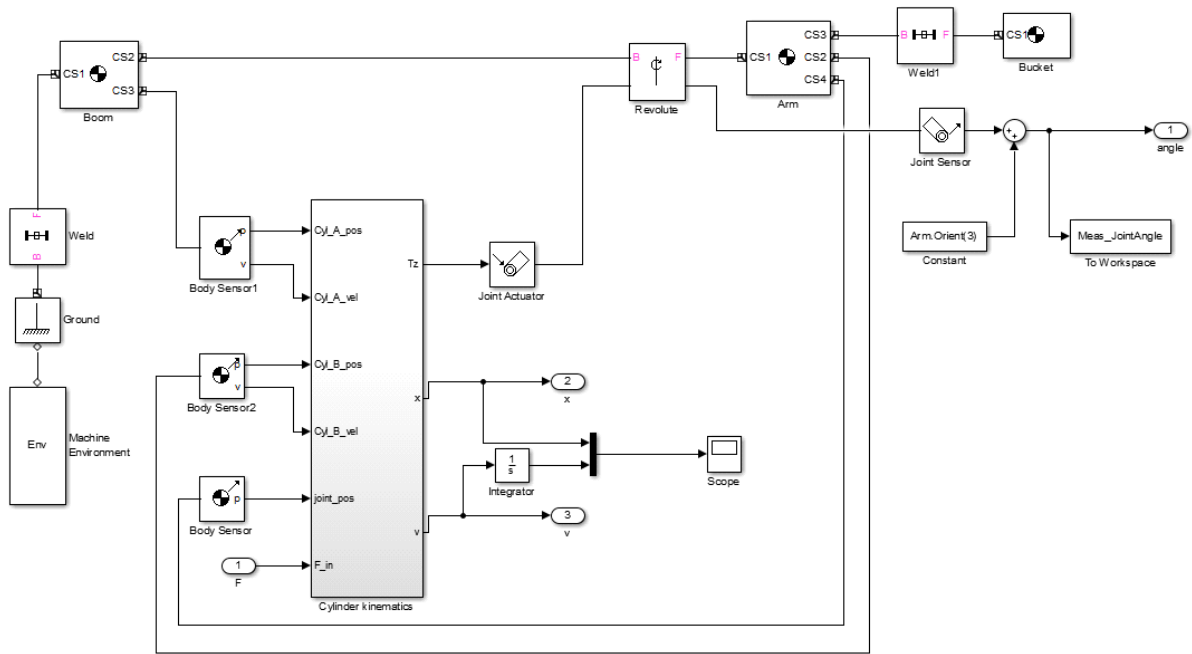 CS1
CS2
CS3
Boom
F
B
Weld
Ground
Env
Machine
Environment
p
v
Body Sensor1
p
v
Body Sensor2
p
Body Sensor
1
F
Cyl_A_pos
Cyl_A_vel
Cyl_B_pos
Cyl_B_vel
joint_pos
F_in
Tz
x
v
Cylinder kinematics
Joint Actuator
2
x
1
s
Integrator
3
v
Scope
B
F
Revolute
CS1
CS3
CS2
CS4
Arm
B
F
Weld1
CS1
Bucket
Joint Sensor
+
+
1
angle
Arm.Orient(3)
Constant
Meas_JointAngle
To Workspace